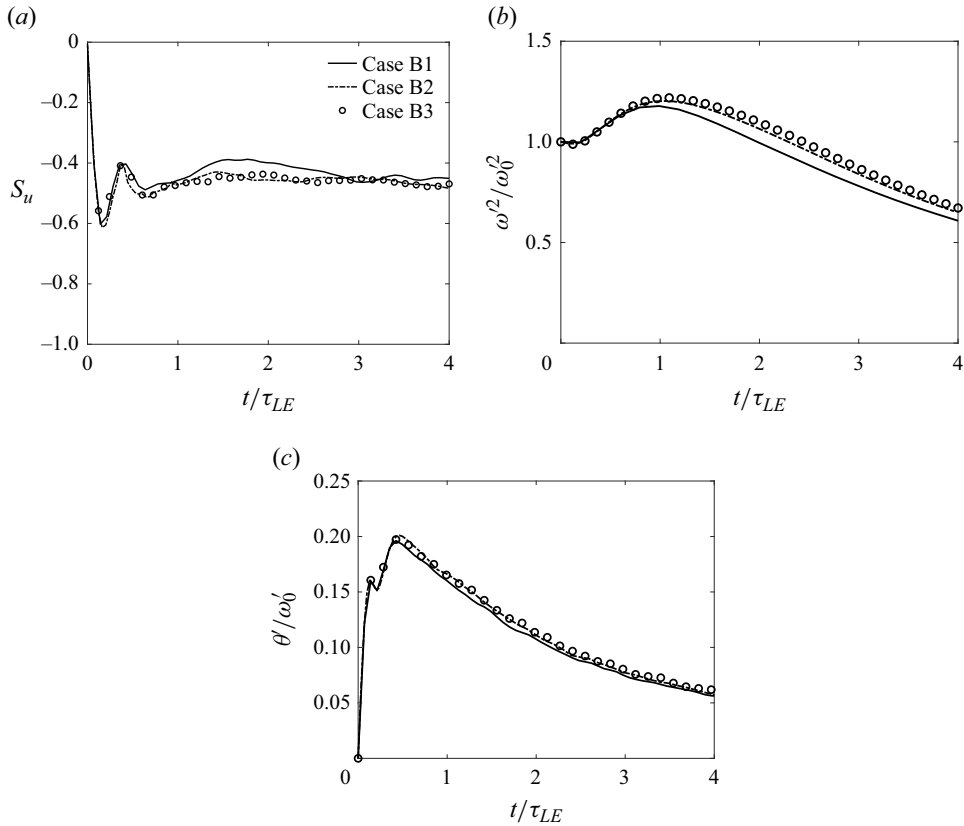 (a)
0
–0.2
–0.4
–0.6
–0.8
–1.0
S_u
Case B1
Case B2
Case B3
0 1 2 3 4
t/τ_LE
(b)
1.5
1.0
0.5
0
ω′²/ω′₀²
1 2 3 4
t/τ_LE
(c)
0.25
0.20
0.15
0.10
0.05
0
θ′/ω′₀
1 2 3 4
t/τ_LE